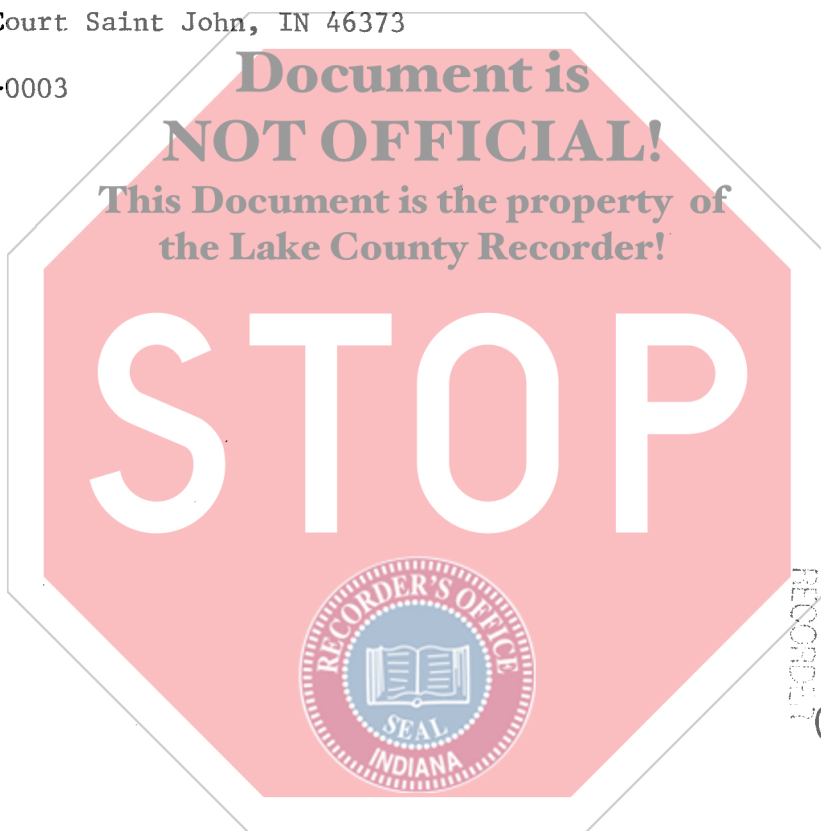 Court Saint John, IN 46373
-0003
Document is
NOT OFFICIAL!
This Document is the property of
the Lake County Recorder!
STOP
RECORDER'S OFFICE
SEAL
INDIANA
RECORDER